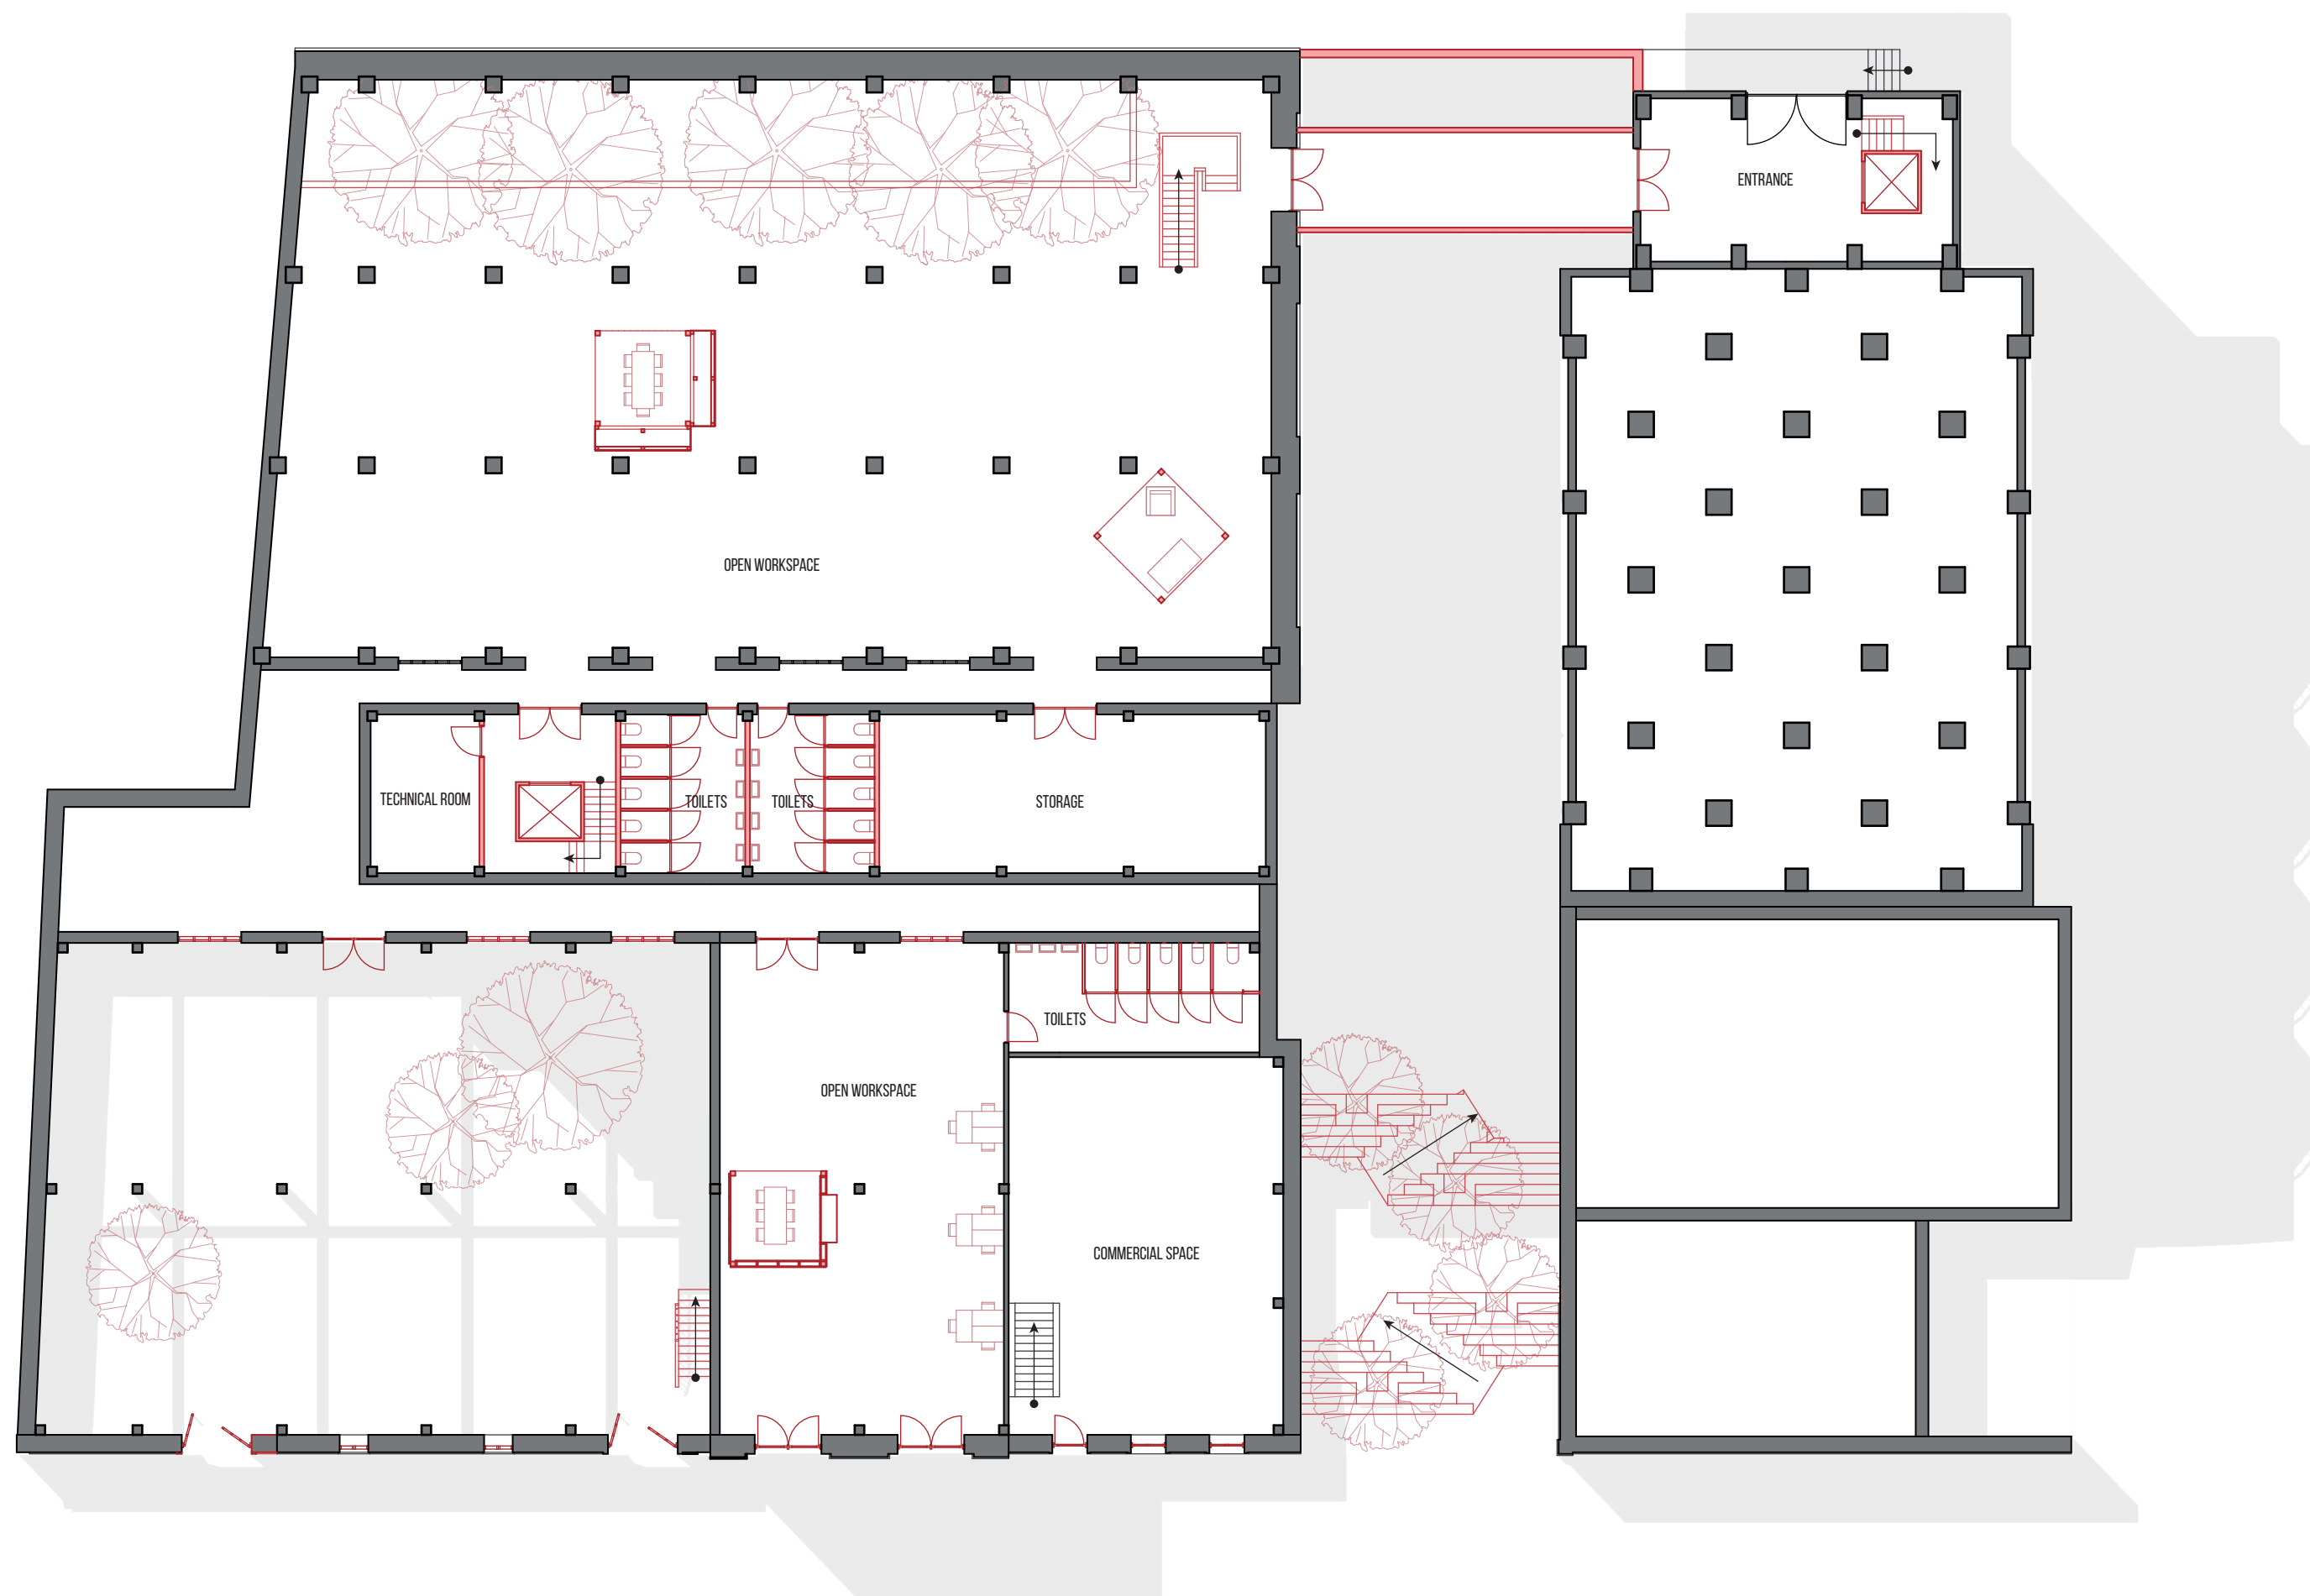 ENTRANCE
OPEN WORKSPACE
TECHNICAL ROOM
TOILETS
TOILETS
STORAGE
TOILETS
OPEN WORKSPACE
COMMERCIAL SPACE